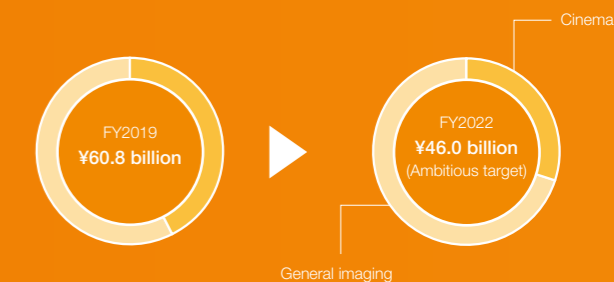 Cinema
FY2019
¥60.8 billion
FY2022
¥46.0 billion
(Ambitious target)
General imaging